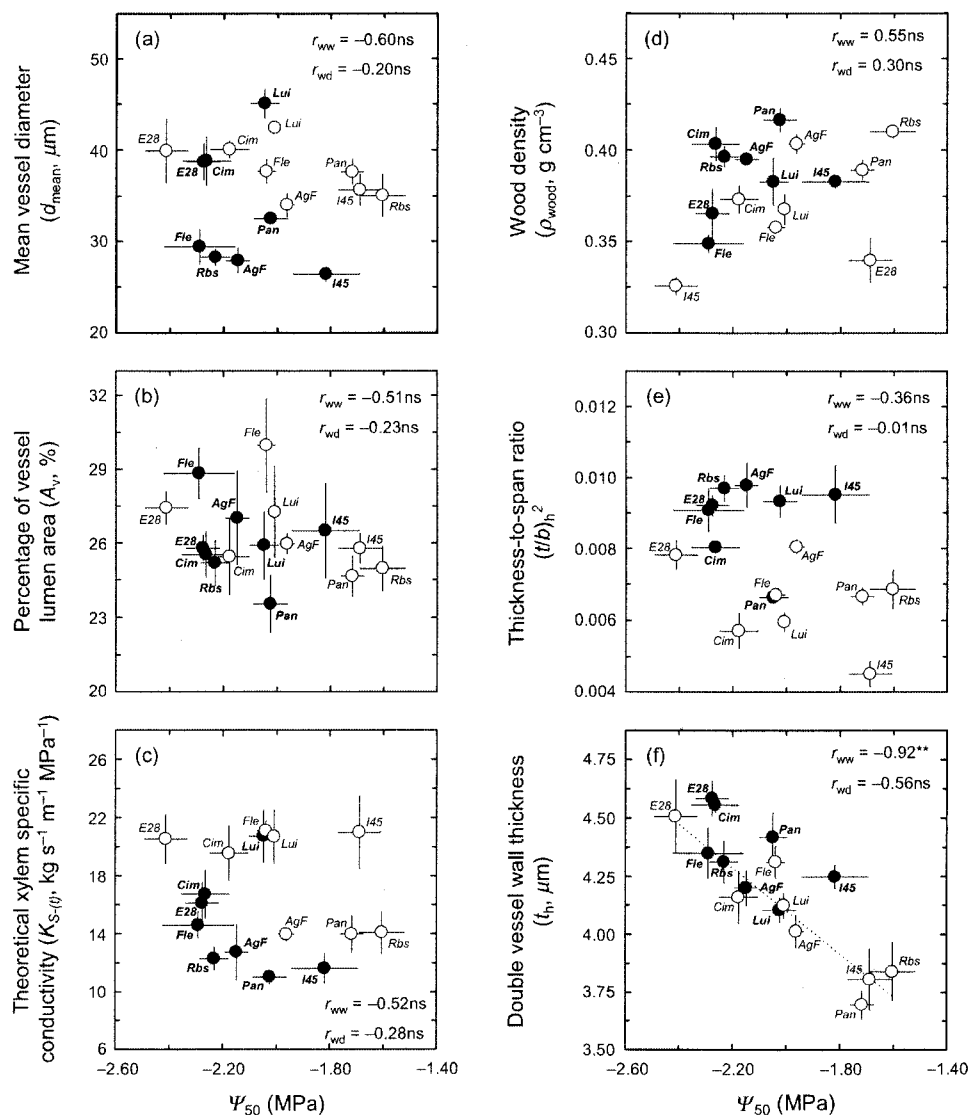 (a)
r_ww = −0.60ns
r_wd = −0.20ns
Mean vessel diameter
(d_mean, μm)
50
40
30
20
Lui
Lui
E28
Cim
E28
Cim
Fle
Pan
I45
Rbs
AgF
Pan
Fle
Rbs
AgF
I45
(b)
r_ww = −0.51ns
r_wd = −0.23ns
Percentage of vessel
lumen area (A_v, %)
32
29
26
23
20
Fle
Fle
E28
AgF
Lui
I45
E28
Cim
Rbs
Cim
Lui
AgF
I45
Pan
Rbs
Pan
(c)
Theoretical xylem specific
conductivity (K_S-(t), kg s⁻¹ m⁻¹ MPa⁻¹)
26
22
18
14
10
6
E28
Cim
Fle
Lui
Lui
I45
Cim
E28
Fle
Rbs
AgF
AgF
Pan
Rbs
Pan
I45
r_ww = −0.52ns
r_wd = −0.28ns
−2.60
−2.20
−1.80
−1.40
Ψ₅₀ (MPa)
(d)
r_ww = 0.55ns
r_wd = 0.30ns
Wood density
(ρ_wood, g cm⁻³)
0.45
0.40
0.35
0.30
Pan
Cim
Rbs
AgF
AgF
Rbs
Pan
Lui
I45
E28
Cim
Lui
Fle
Fle
E28
I45
(e)
r_ww = −0.36ns
r_wd = −0.01ns
Thickness-to-span ratio
(t/b)_h²
0.012
0.010
0.008
0.006
0.004
Rbs
AgF
I45
E28
Lui
Fle
E28
Cim
AgF
Fle
Pan
Pan
Rbs
Cim
Lui
I45
(f)
r_ww = −0.92**
r_wd = −0.56ns
Double vessel wall thickness
(t_h, μm)
4.75
4.50
4.25
4.00
3.75
3.50
E28
E28
Cim
Pan
Fle
Rbs
Fle
I45
AgF
Cim
Lui
Lui
AgF
I45
Rbs
Pan
−2.60
−2.20
−1.80
−1.40
Ψ₅₀ (MPa)